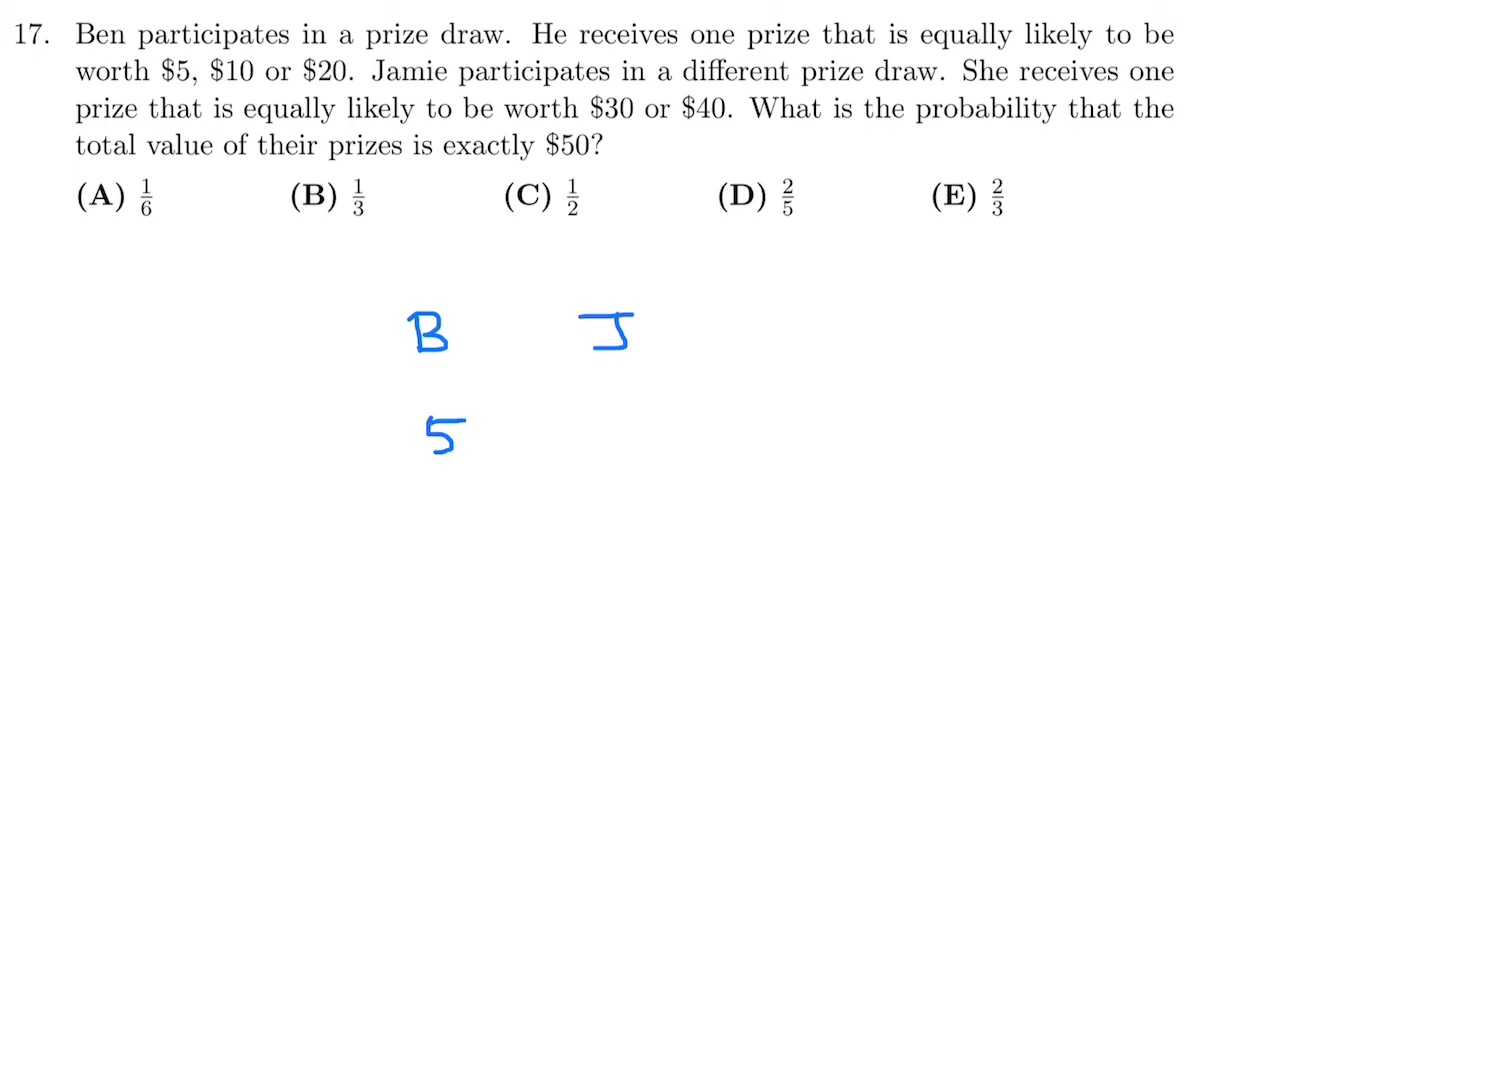 17. Ben participates in a prize draw. He receives one prize that is equally likely to be
worth $5, $10 or $20. Jamie participates in a different prize draw. She receives one
prize that is equally likely to be worth $30 or $40. What is the probability that the
total value of their prizes is exactly $50?
(A) 1/6 (B) 1/3 (C) 1/2 (D) 2/5 (E) 2/3
B J
5